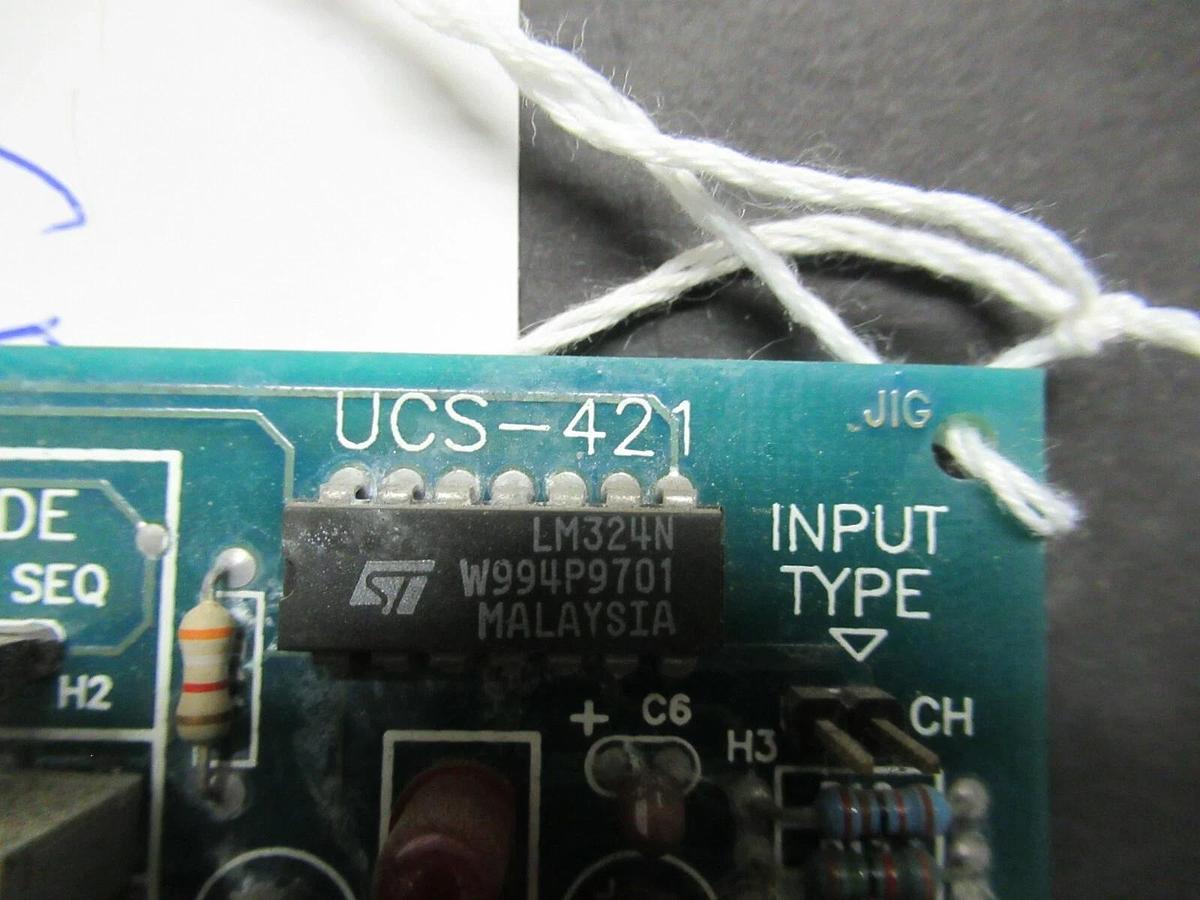 UCS-421
JIG
LM324N
ST
W994P9701
MALAYSIA
INPUT
TYPE
DE
SEQ
H2
+
C6
H3
CH